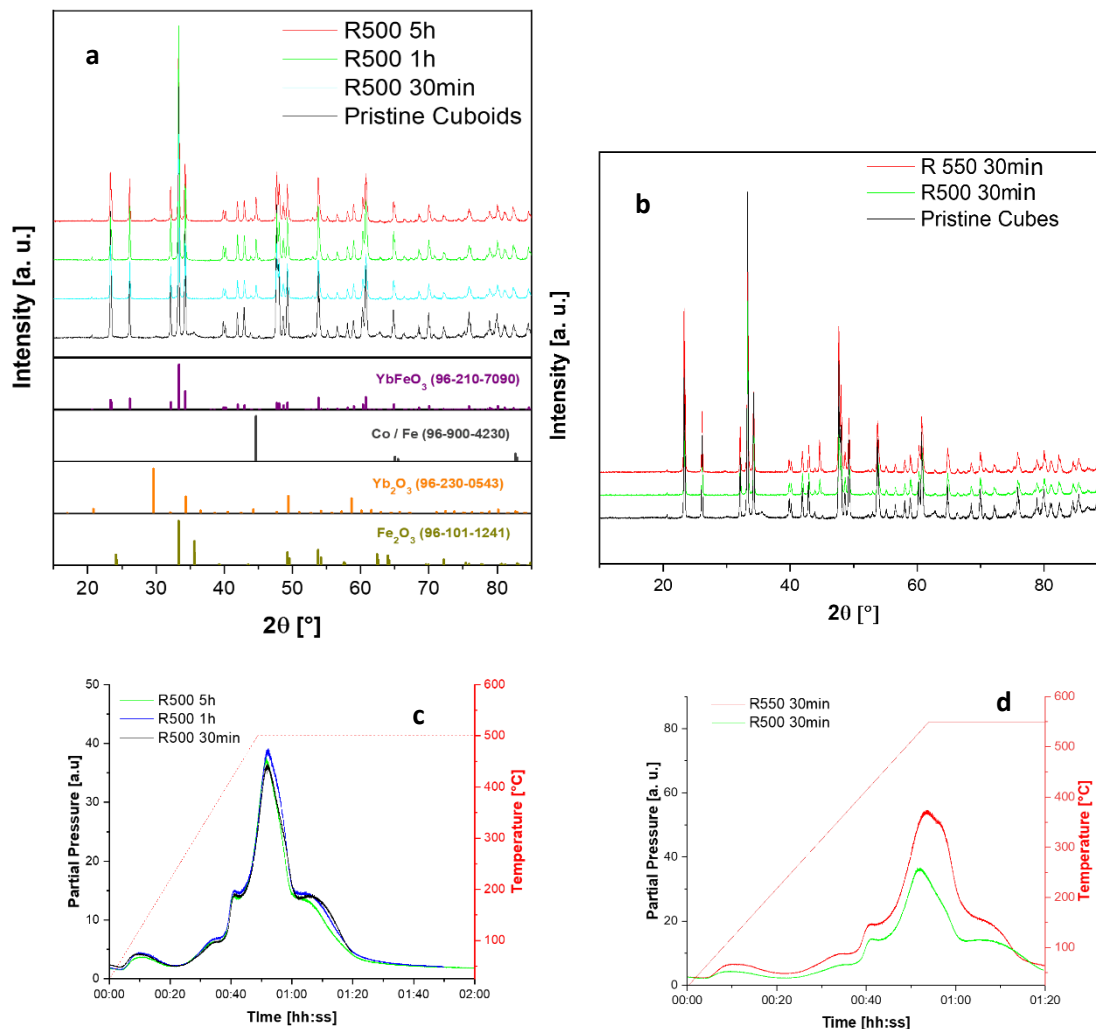 a
R500 5h
R500 1h
R500 30min
Pristine Cuboids
Intensity [a. u.]
YbFeO3 (96-210-7090)
Co / Fe (96-900-4230)
Yb2O3 (96-230-0543)
Fe2O3 (96-101-1241)
20 30 40 50 60 70 80
2θ [°]
b
R 550 30min
R500 30min
Pristine Cubes
Intensity [a. u.]
20 40 60 80
2θ [°]
c
R500 5h
R500 1h
R500 30min
Partial Pressure [a.u]
50
40
30
20
10
0
600
500
400
300
200
100
Temperature [°C]
00:00 00:20 00:40 01:00 01:20 01:40 02:00
TIme [hh:ss]
d
R550 30min
R500 30min
Partial Pressure [a. u.]
80
60
40
20
0
600
500
400
300
200
100
Temperature [°C]
00:00 00:20 00:40 01:00 01:20
Time [hh:ss]